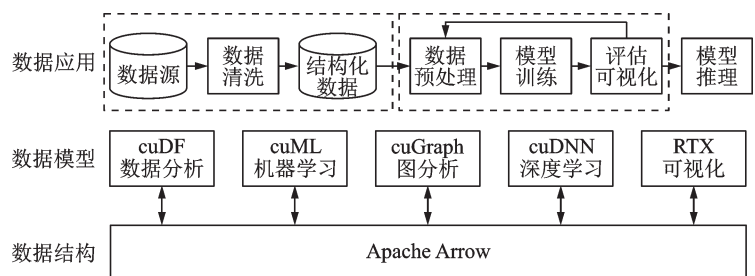 数据应用
数据源
数据
清洗
结构化
数据
数据
预处理
模型
训练
评估
可视化
模型
推理
数据模型
cuDF
数据分析
cuML
机器学习
cuGraph
图分析
cuDNN
深度学习
RTX
可视化
数据结构
Apache Arrow